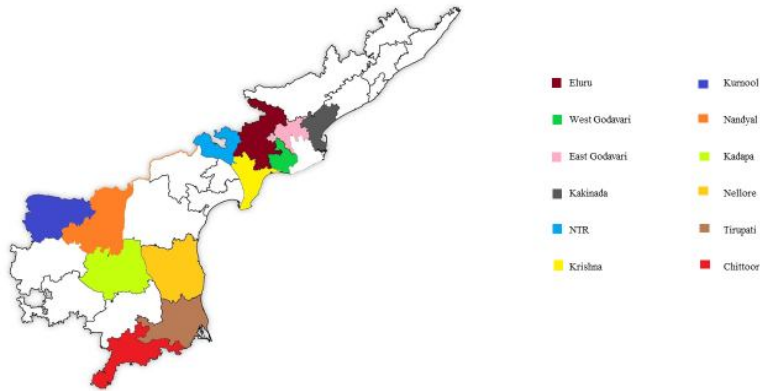 Eluru
Kurnool
West Godavari
Nandyal
East Godavari
Kadapa
Kakinada
Nellore
NTR
Tirupati
Krishna
Chittoor